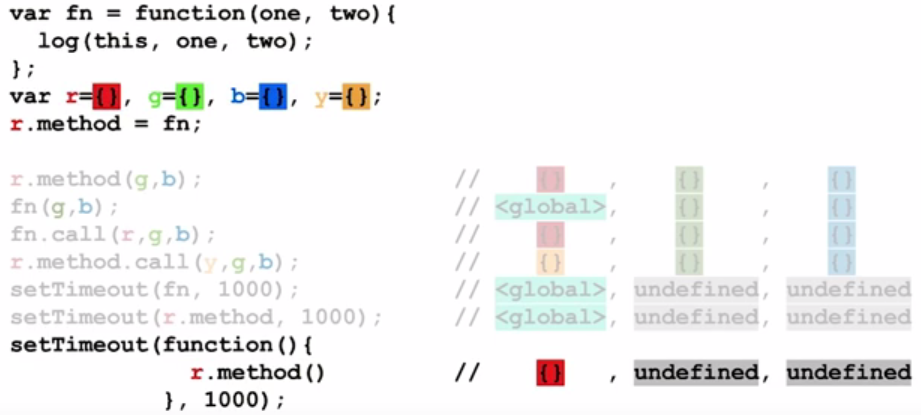 var fn = function(one, two){
log(this, one, two);
};
var r={}, g={}, b={}, y={};
r.method = fn;
r.method(g,b); // {} , {} , {}
fn(g,b); // <global>, {} , {}
fn.call(r,g,b); // {} , {} , {}
r.method.call(y,g,b); // {} , {} , {}
setTimeout(fn, 1000); // <global>, undefined, undefined
setTimeout(r.method, 1000); // <global>, undefined, undefined
setTimeout(function(){
r.method() // {} , undefined, undefined
}, 1000);